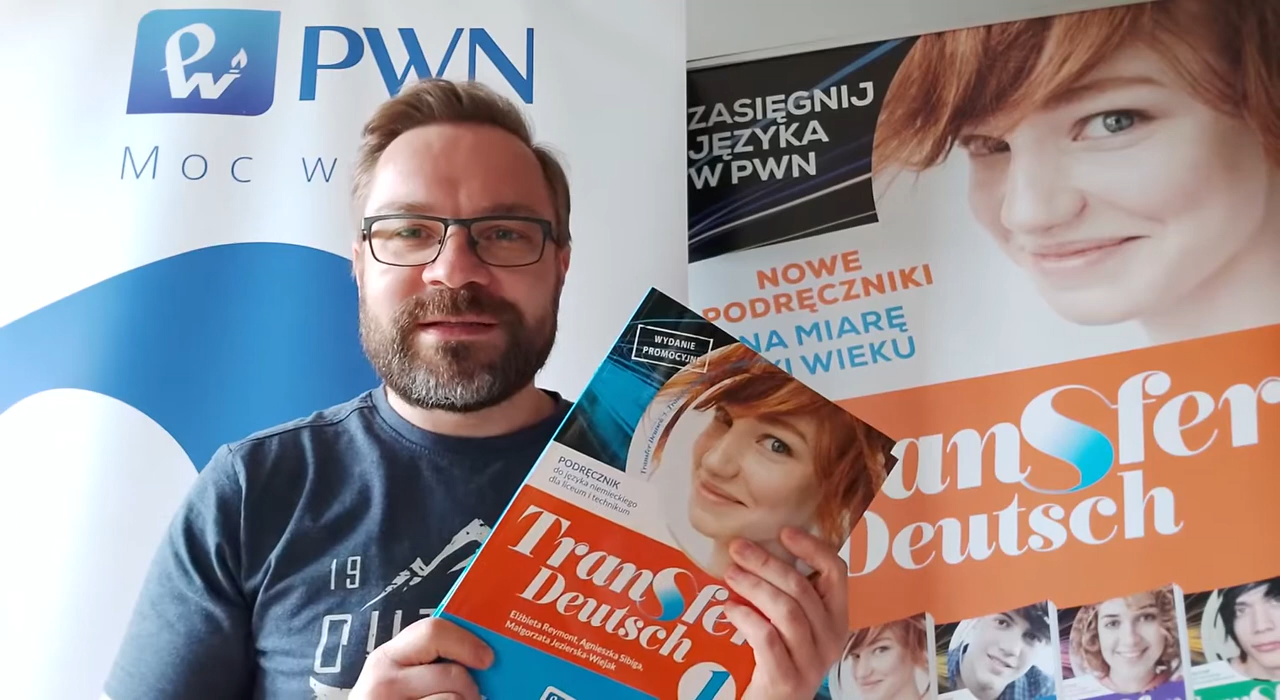 PWN
MOC W
ZASIĘGNIJ
JĘZYKA
W PWN
NOWE
PODRĘCZNIKI
NA MIARĘ
WIEKU
TranSfer
Deutsch
WYDANIE
PROMOCYJNE
PODRĘCZNIK
do języka niemieckiego
dla liceum i technikum
TranSfer
Deutsch
Elżbieta Reymont, Agnieszka Sibiga,
Małgorzata Jezierska-Wiejak
1
19